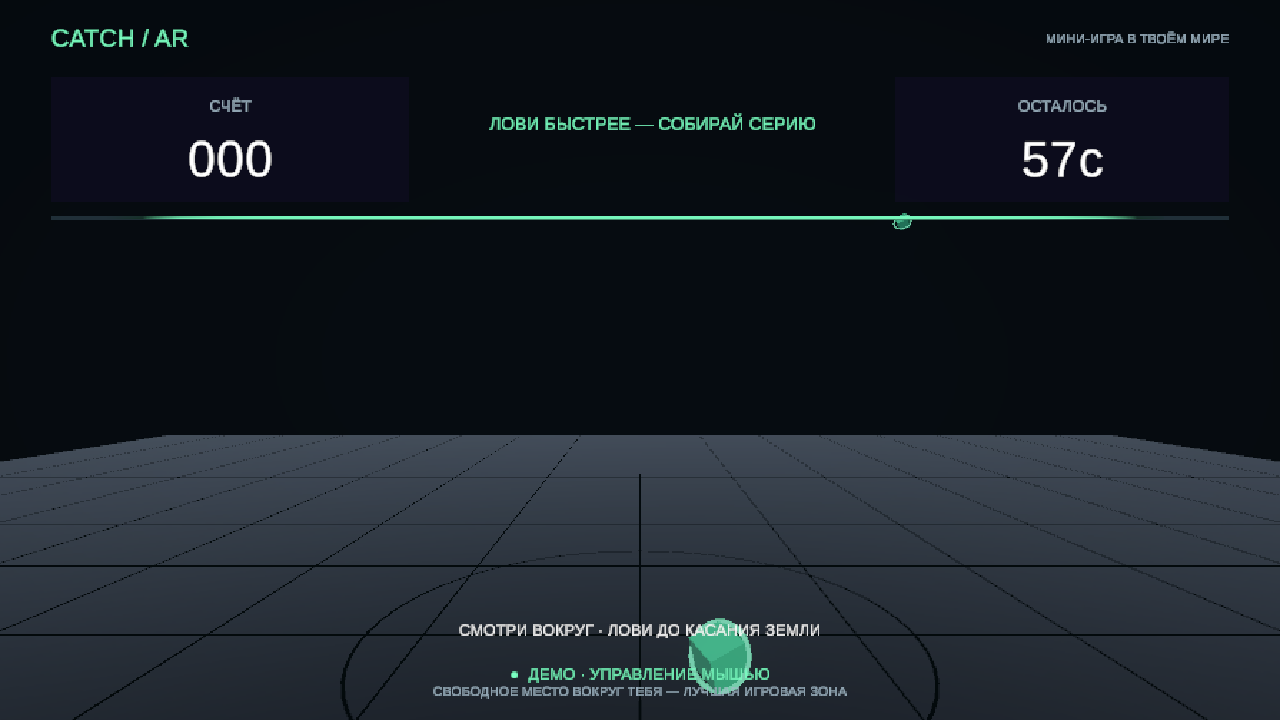 CATCH / AR
МИНИ-ИГРА В ТВОЁМ МИРЕ
СЧЁТ
000
ЛОВИ БЫСТРЕЕ — СОБИРАЙ СЕРИЮ
ОСТАЛОСЬ
57с
СМОТРИ ВОКРУГ · ЛОВИ ДО КАСАНИЯ ЗЕМЛИ
• ДЕМО · УПРАВЛЕНИЕ МЫШЬЮ
СВОБОДНОЕ МЕСТО ВОКРУГ ТЕБЯ — ЛУЧШАЯ ИГРОВАЯ ЗОНА